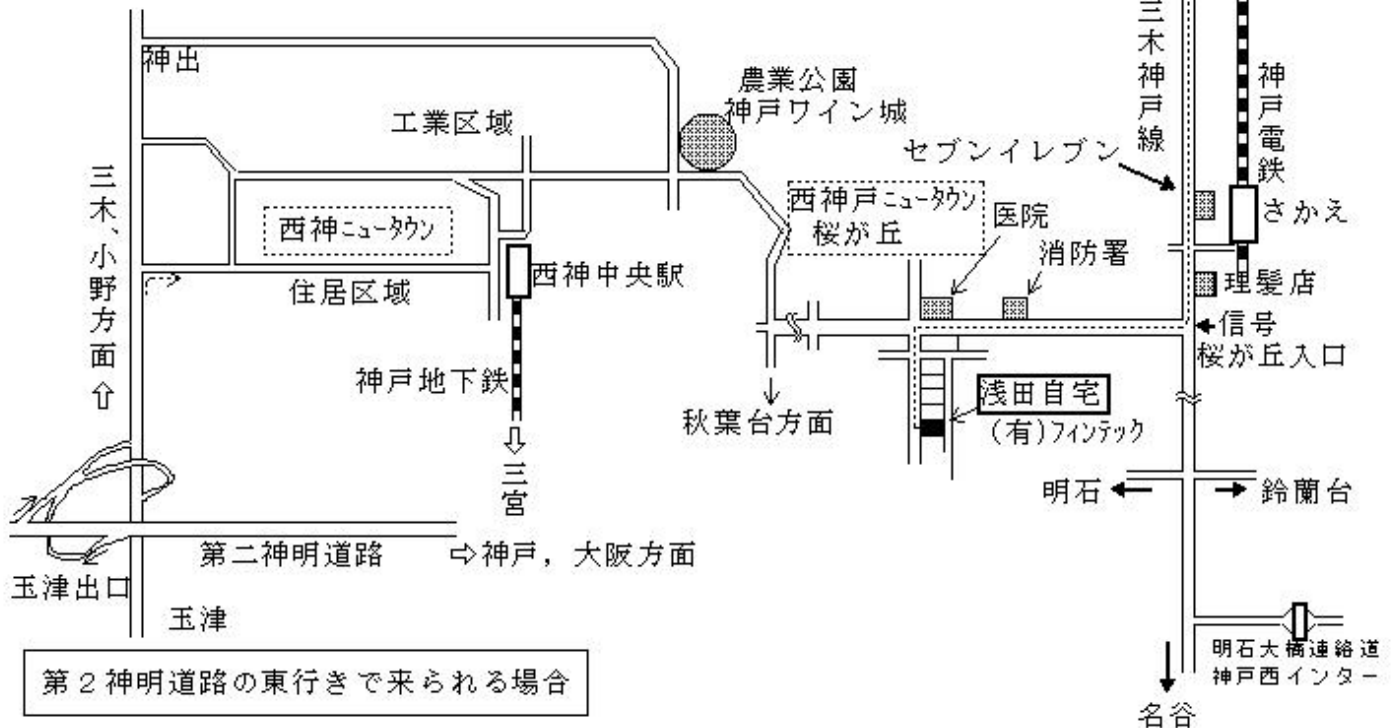 三木神戸線
神戸電鉄
神出
農業公園
神戸ワイン城
工業区域
セブンイレブン
三木、小野方面
西神ニュータウン
西神戸ニュータウン
桜が丘
医院
さかえ
消防署
西神中央駅
住居区域
理髪店
信号
桜が丘入口
神戸地下鉄
浅田自宅
秋葉台方面
(有)フィンテック
三宮
明石
鈴蘭台
第二神明道路
神戸，大阪方面
玉津出口
玉津
明石大橋連絡道
神戸西インター
第２神明道路の東行きで来られる場合
名谷